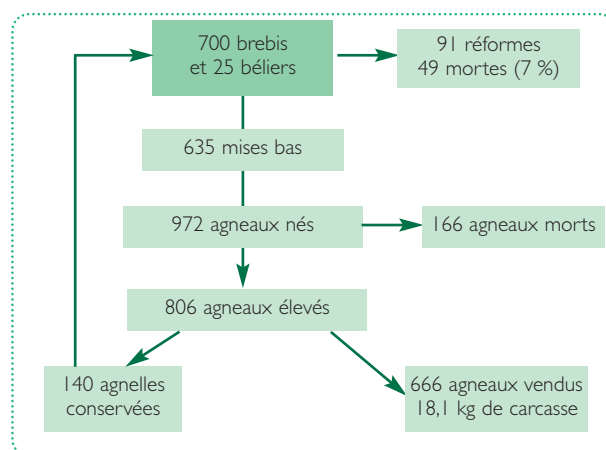 700 brebis
et 25 béliers
91 réformes
49 mortes (7 %)
635 mises bas
972 agneaux nés
166 agneaux morts
806 agneaux élevés
140 agnelles
conservées
666 agneaux vendus
18,1 kg de carcasse